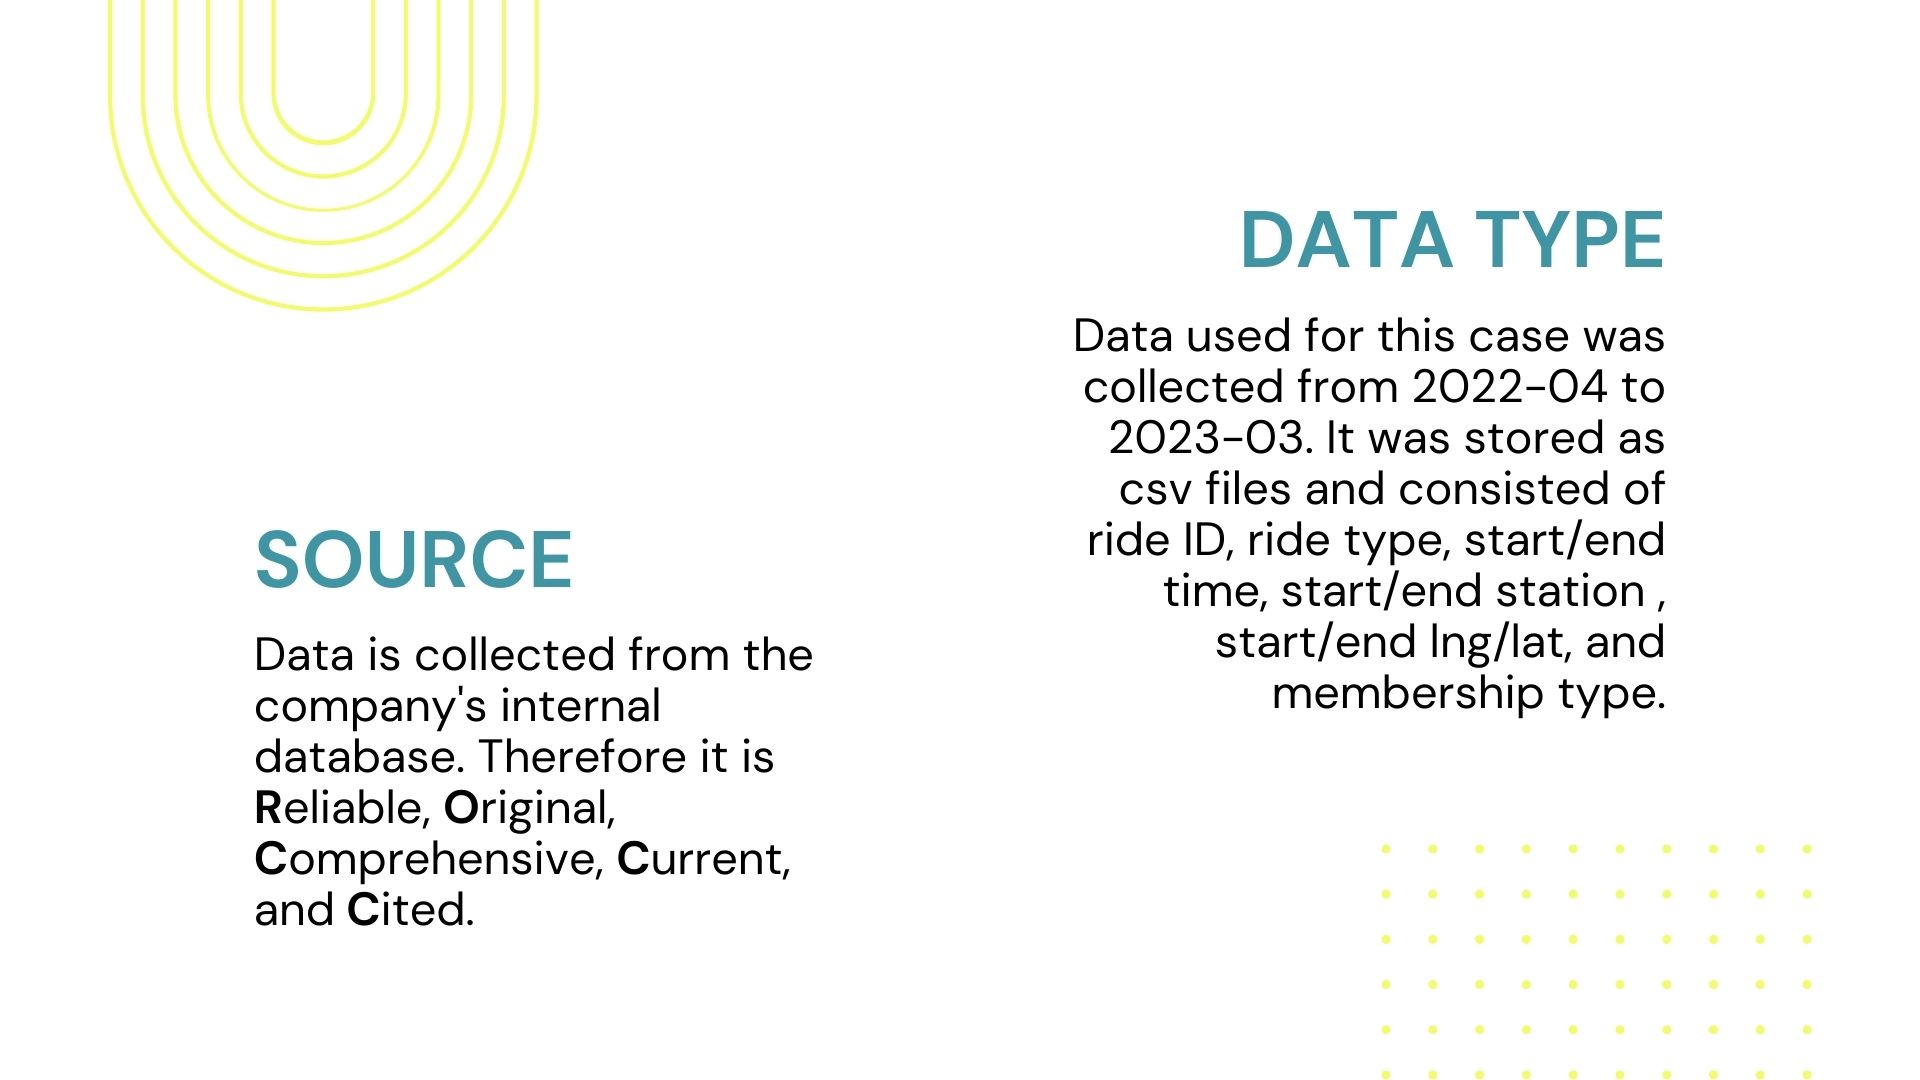 SOURCE
Data is collected from the
company's internal
database. Therefore it is
Reliable, Original,
Comprehensive, Current,
and Cited.
DATA TYPE
Data used for this case was
collected from 2022-04 to
2023-03. It was stored as
csv files and consisted of
ride ID, ride type, start/end
time, start/end station ,
start/end lng/lat, and
membership type.